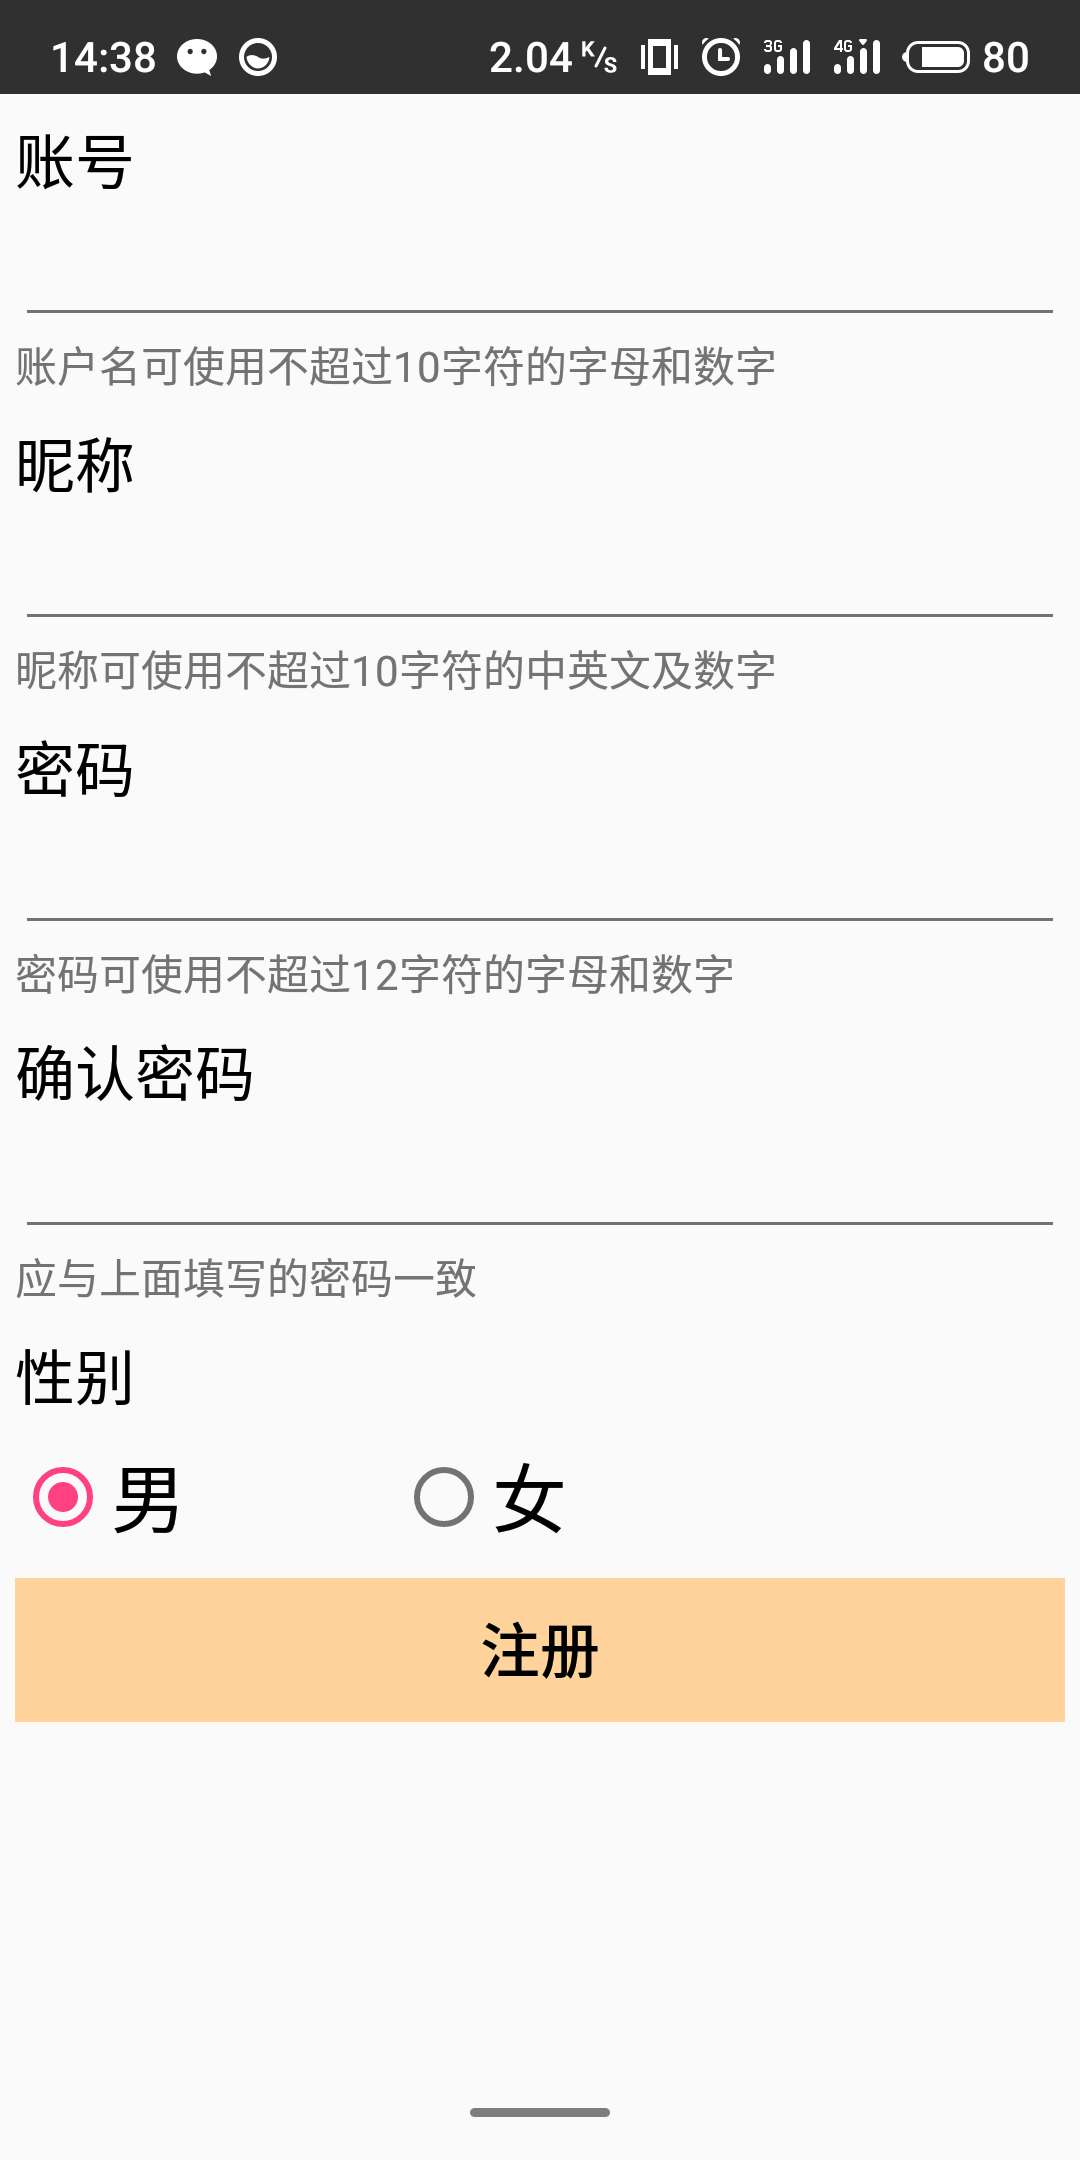 14:38 2.04 K/s 3G 4G 80
账号
账户名可使用不超过10字符的字母和数字
昵称
昵称可使用不超过10字符的中英文及数字
密码
密码可使用不超过12字符的字母和数字
确认密码
应与上面填写的密码一致
性别
男 女
注册